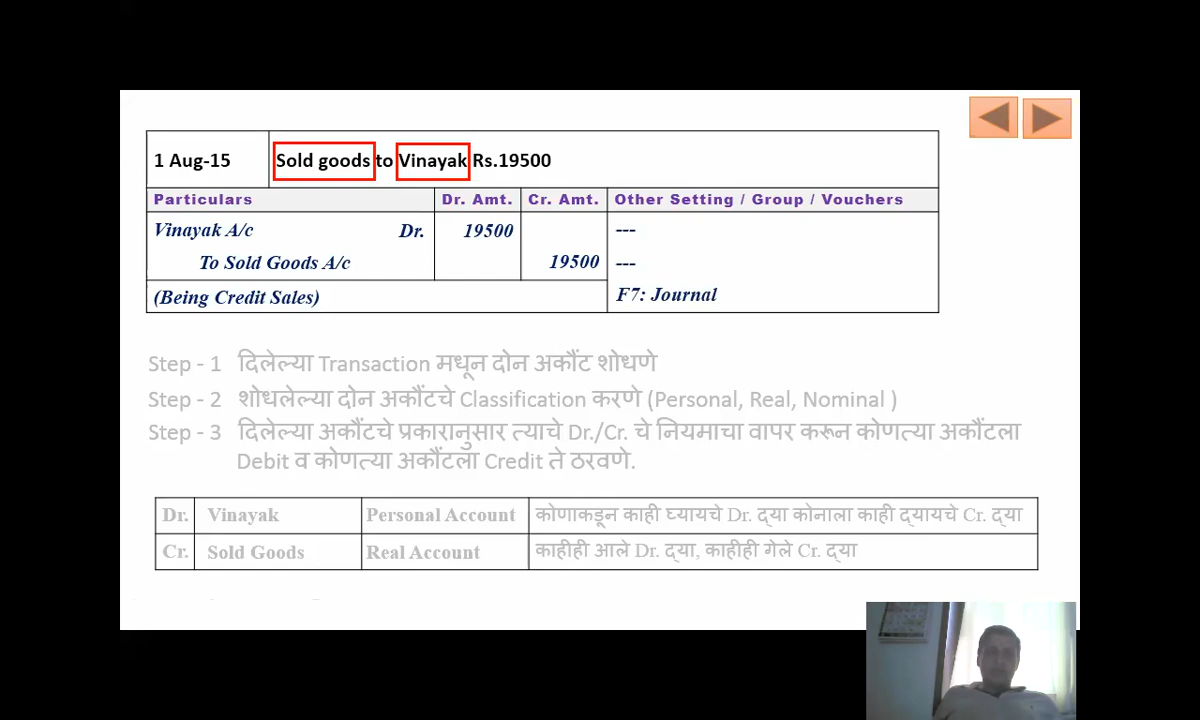 1 Aug-15 Sold goods to Vinayak Rs.19500
Particulars Dr. Amt. Cr. Amt. Other Setting / Group / Vouchers
Vinayak A/c Dr. 19500 ---
To Sold Goods A/c 19500 ---
(Being Credit Sales) F7: Journal
Step - 1 दिलेल्या Transaction मधून दोन अकौंट शोधणे
Step - 2 शोधलेल्या दोन अकौंटचे Classification करणे (Personal, Real, Nominal )
Step - 3 दिलेल्या अकौंटचे प्रकारानुसार त्याचे Dr./Cr. चे नियमाचा वापर करून कोणत्या अकौंटला
Debit व कोणत्या अकौंटला Credit ते ठरवणे.
Dr. Vinayak Personal Account कोणाकडून काही घ्यायचे Dr. द्या कोनाला काही द्यायचे Cr. द्या
Cr. Sold Goods Real Account काहीही आले Dr. द्या, काहीही गेले Cr. द्या